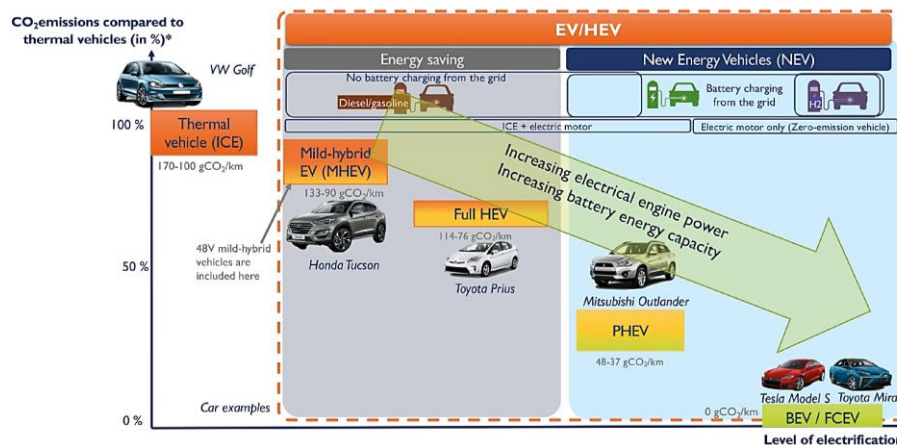 CO2 emissions compared to
thermal vehicles (in %)*
VW Golf
EV/HEV
Energy saving
New Energy Vehicles (NEV)
No battery charging from the grid
Diesel/gasoline
Battery charging
from the grid
H2
ICE + electric motor
Electric motor only (Zero-emission vehicle)
100 %
Thermal
vehicle (ICE)
170-100 gCO2/km
Mild-hybrid
EV (MHEV)
133-90 gCO2/km
Increasing electrical engine power
Increasing battery energy capacity
Full HEV
114-76 gCO2/km
48V mild-hybrid
vehicles are
included here
Honda Tucson
Toyota Prius
50 %
Mitsubishi Outlander
PHEV
48-37 gCO2/km
Tesla Model S
Toyota Mira
0 gCO2/km
BEV / FCEV
Car examples
0 %
Level of electrification